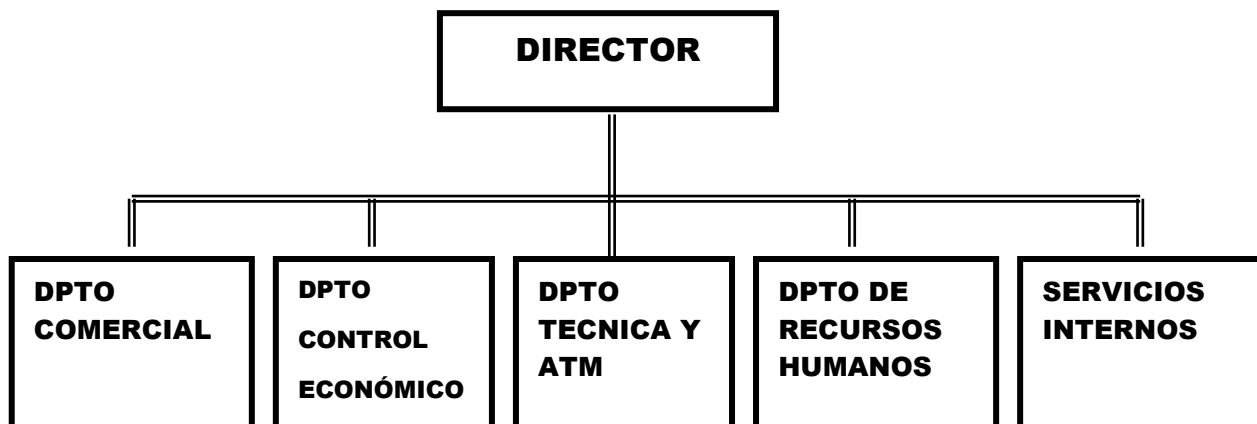 DIRECTOR
DPTO
COMERCIAL
DPTO
CONTROL
ECONÓMICO
DPTO
TECNICA Y
ATM
DPTO DE
RECURSOS
HUMANOS
SERVICIOS
INTERNOS